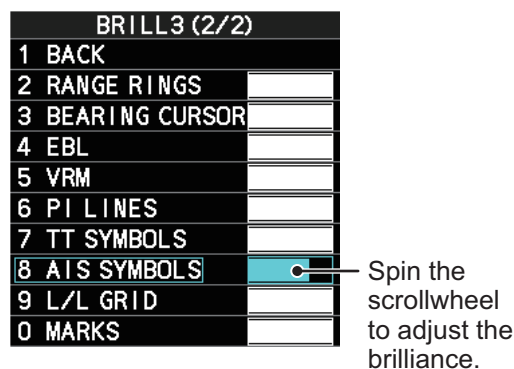 BRILL3 (2/2)
1 BACK
2 RANGE RINGS
3 BEARING CURSOR
4 EBL
5 VRM
6 PI LINES
7 TT SYMBOLS
8 AIS SYMBOLS
9 L/L GRID
0 MARKS
Spin the
scrollwheel
to adjust the
brilliance.